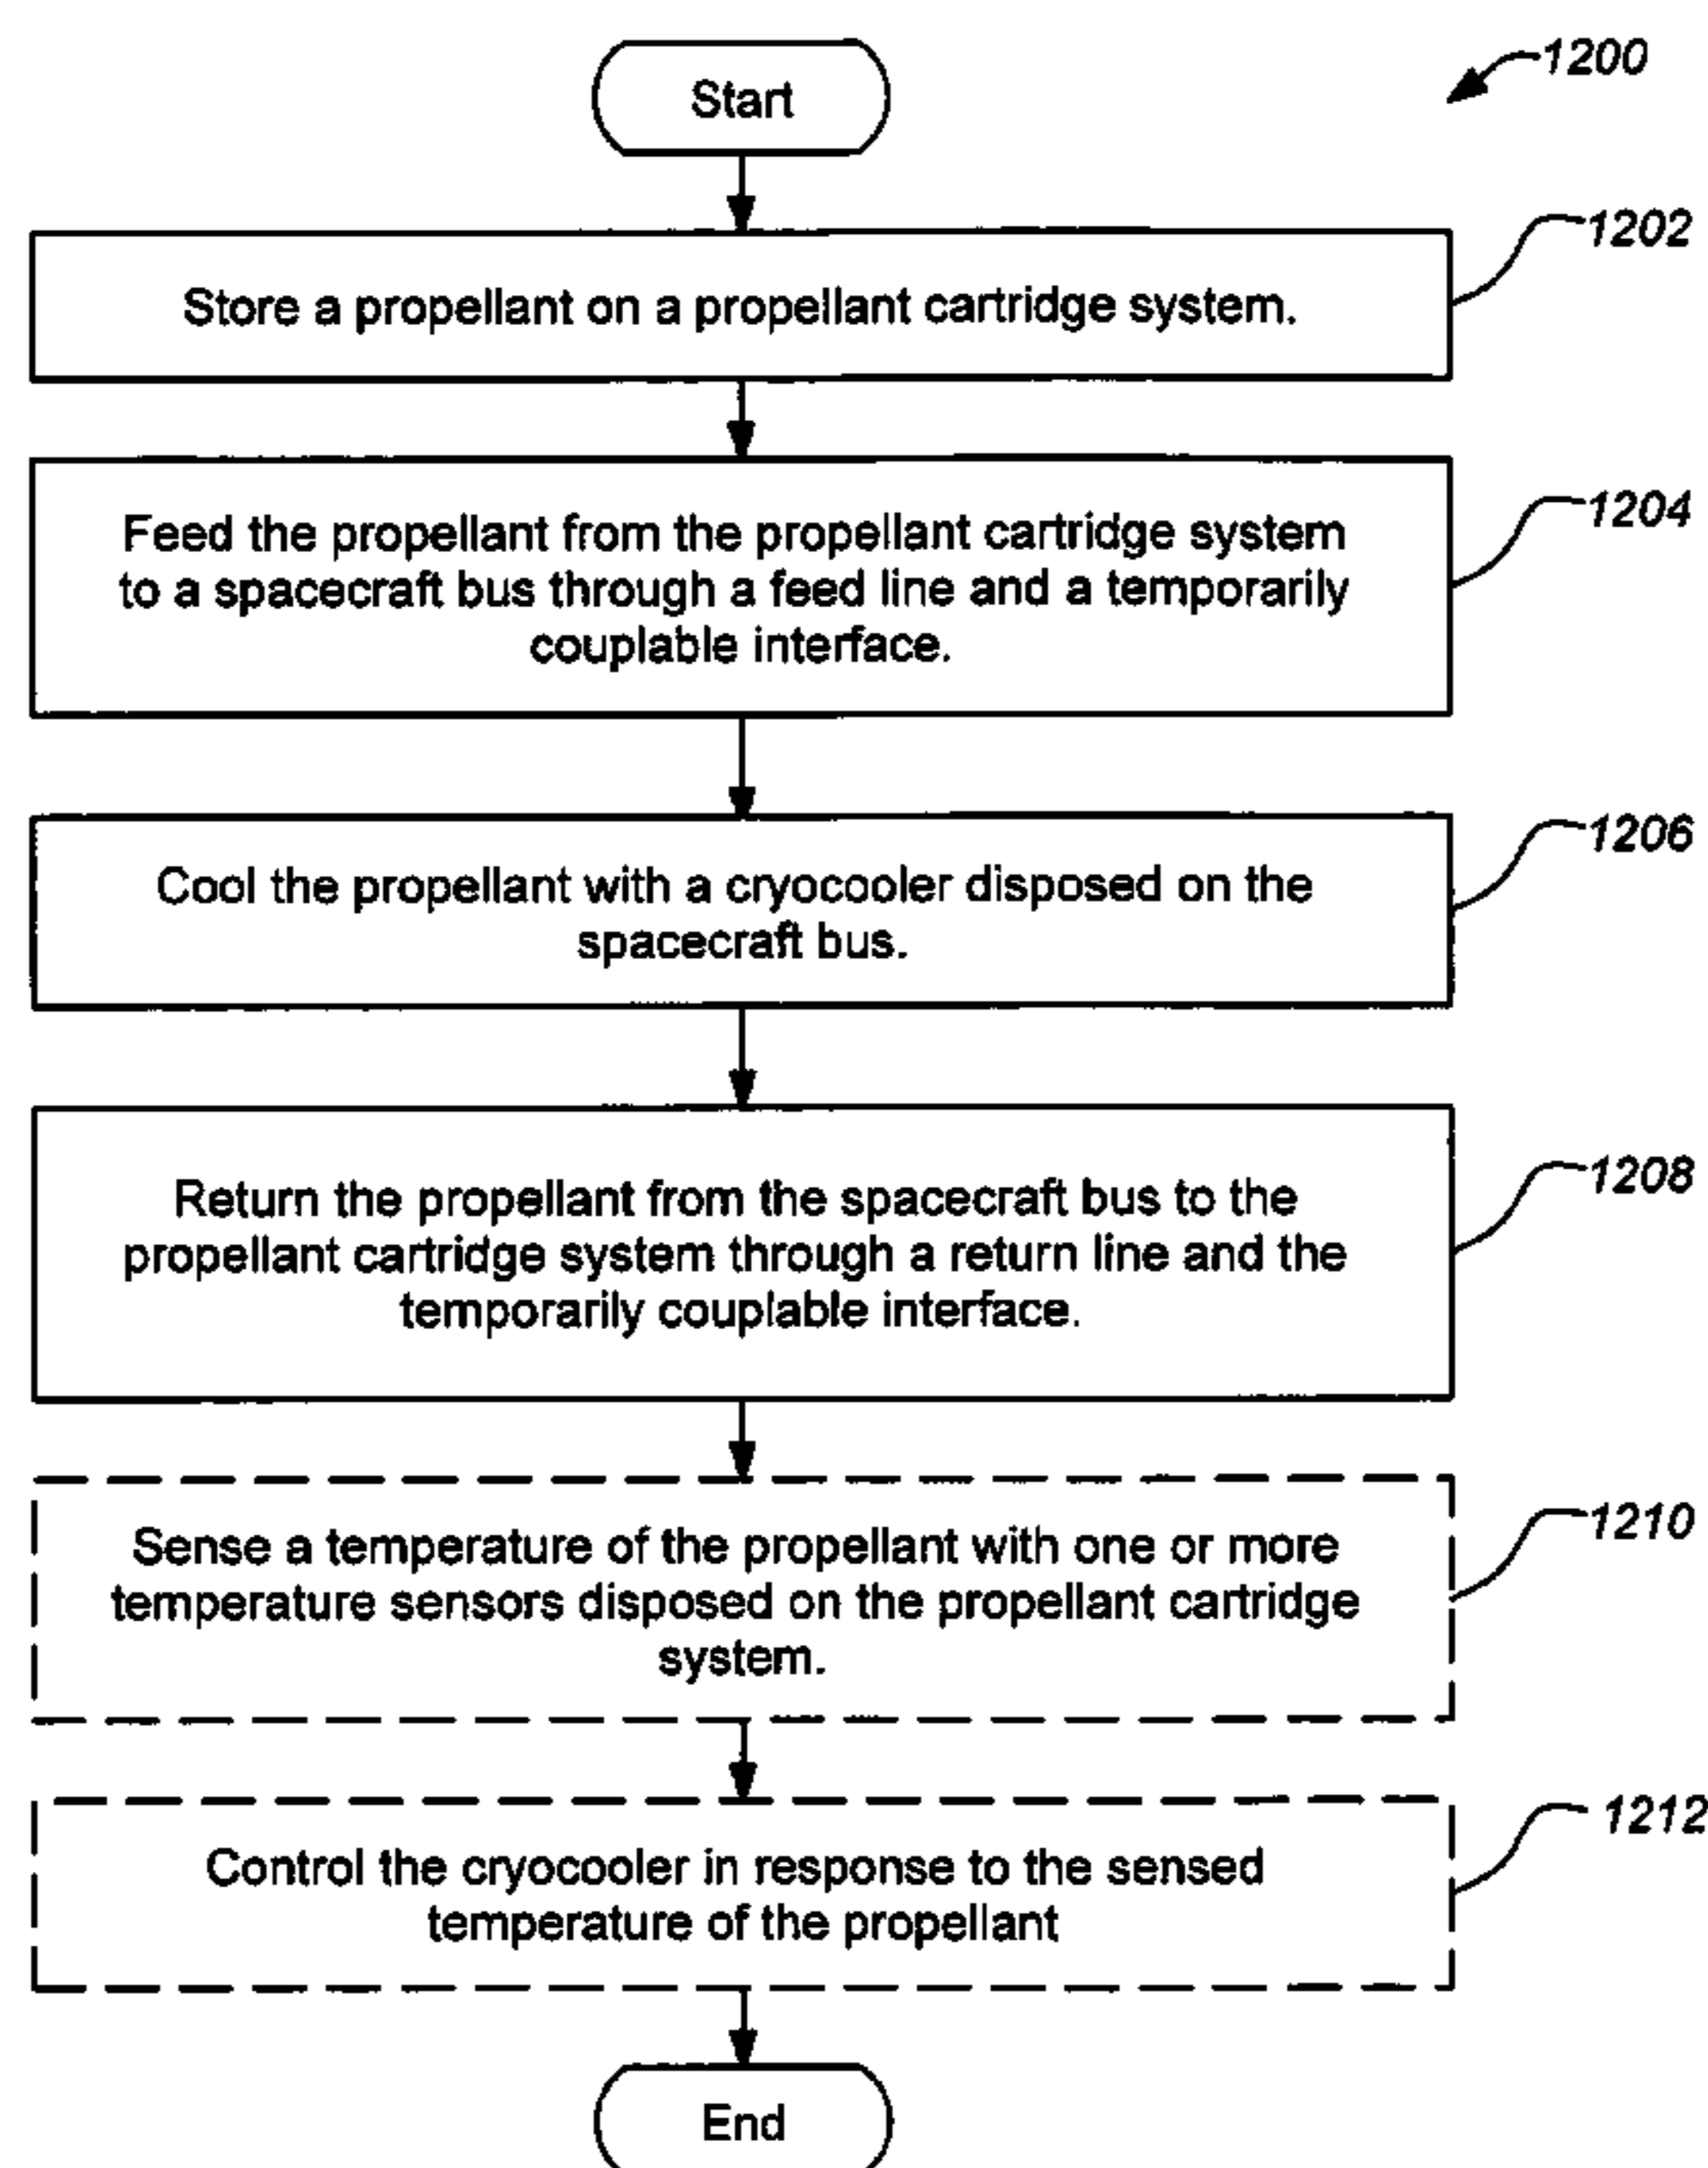 1200
Start
1202
Store a propellant on a propellant cartridge system.
1204
Feed the propellant from the propellant cartridge system
to a spacecraft bus through a feed line and a temporarily
couplable interface.
1206
Cool the propellant with a cryocooler disposed on the
spacecraft bus.
1208
Return the propellant from the spacecraft bus to the
propellant cartridge system through a return line and the
temporarily couplable interface.
1210
Sense a temperature of the propellant with one or more
temperature sensors disposed on the propellant cartridge
system.
1212
Control the cryocooler in response to the sensed
temperature of the propellant
End